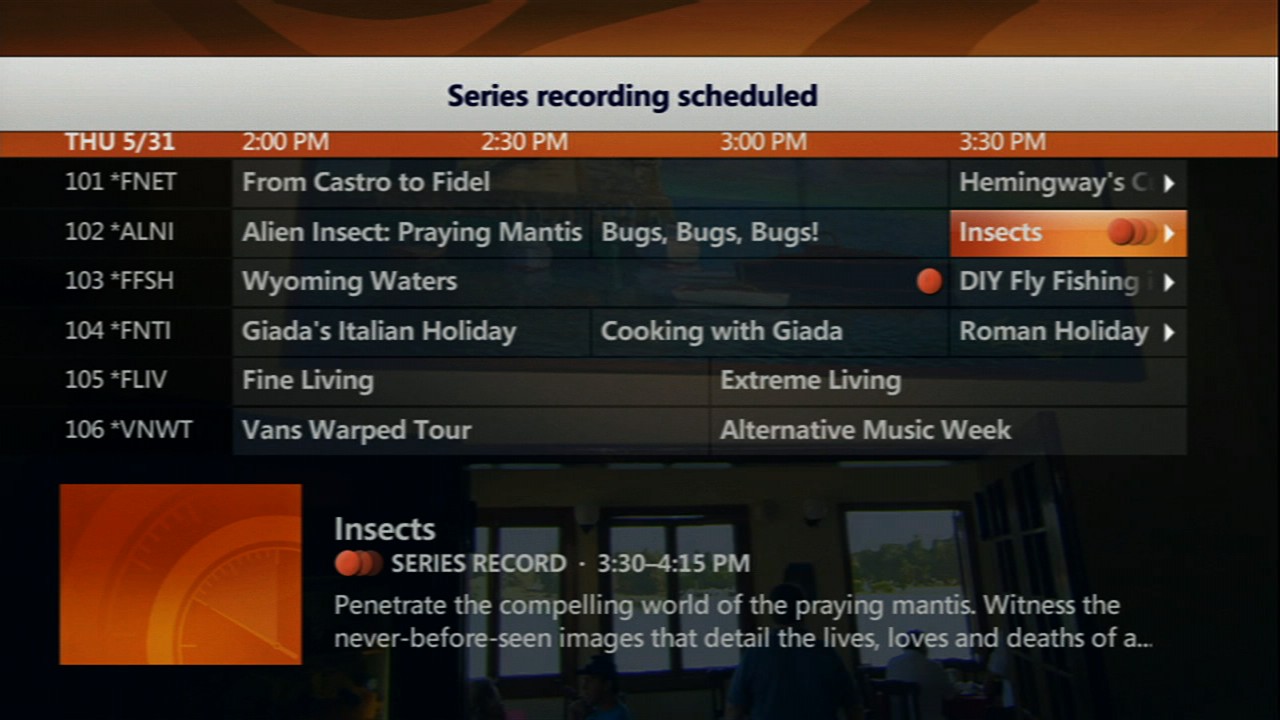 Series recording scheduled
THU 5/31 2:00 PM 2:30 PM 3:00 PM 3:30 PM
101 *FNET From Castro to Fidel Hemingway's
102 *ALNI Alien Insect: Praying Mantis Bugs, Bugs, Bugs! Insects
103 *FFSH Wyoming Waters DIY Fly Fishing
104 *FNTI Giada's Italian Holiday Cooking with Giada Roman Holiday
105 *FLIV Fine Living Extreme Living
106 *VNWT Vans Warped Tour Alternative Music Week
Insects
SERIES RECORD · 3:30–4:15 PM
Penetrate the compelling world of the praying mantis. Witness the
never-before-seen images that detail the lives, loves and deaths of a...